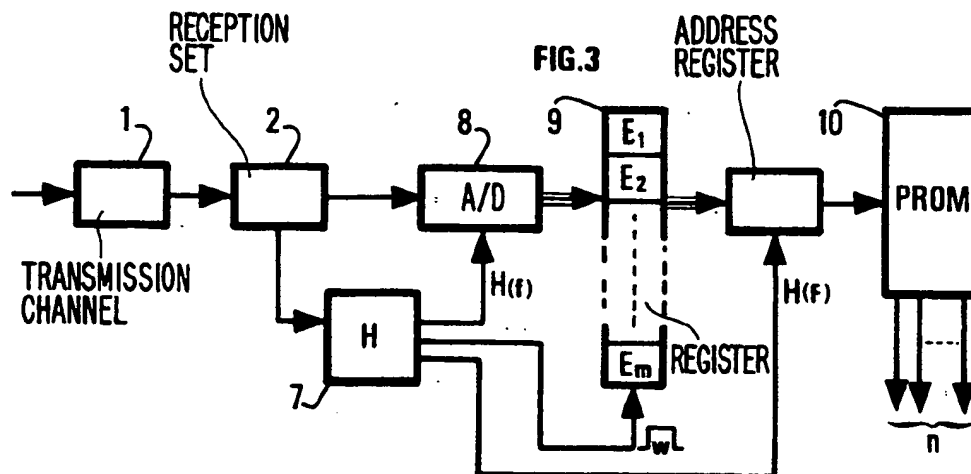 RECEPTION
SET
FIG.3
ADDRESS
REGISTER
1
2
8
9
10
E1
E2
A/D
PROM
TRANSMISSION
CHANNEL
H(f)
H(F)
H
7
Em
REGISTER
w
n